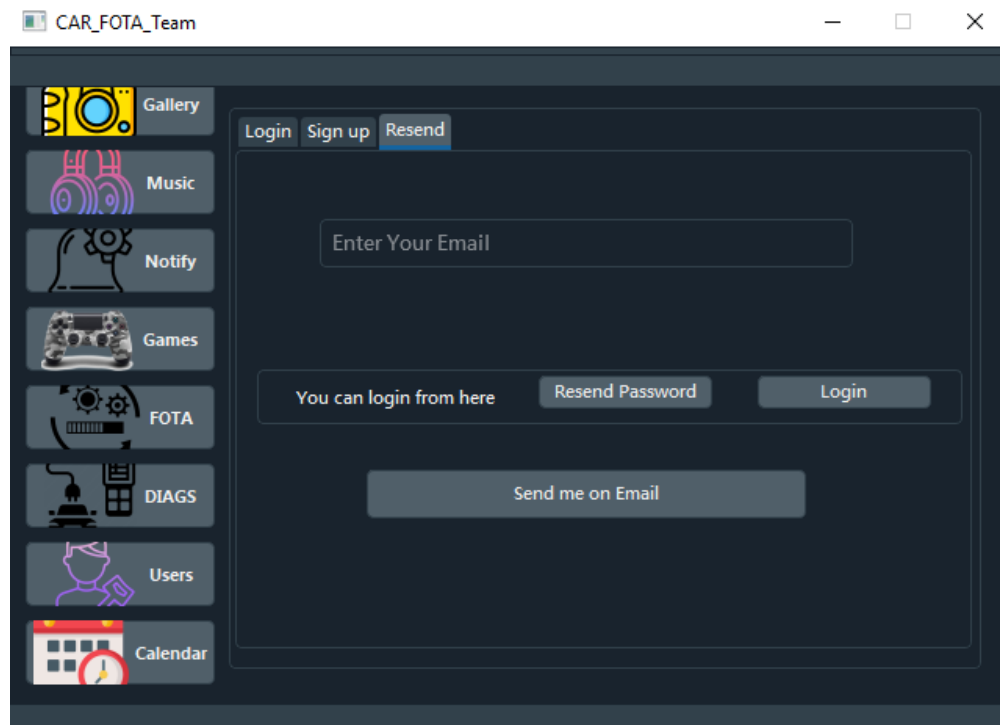 CAR_FOTA_Team
Gallery
Music
Notify
Games
FOTA
DIAGS
Users
Calendar
Login Sign up Resend
Enter Your Email
You can login from here Resend Password Login
Send me on Email